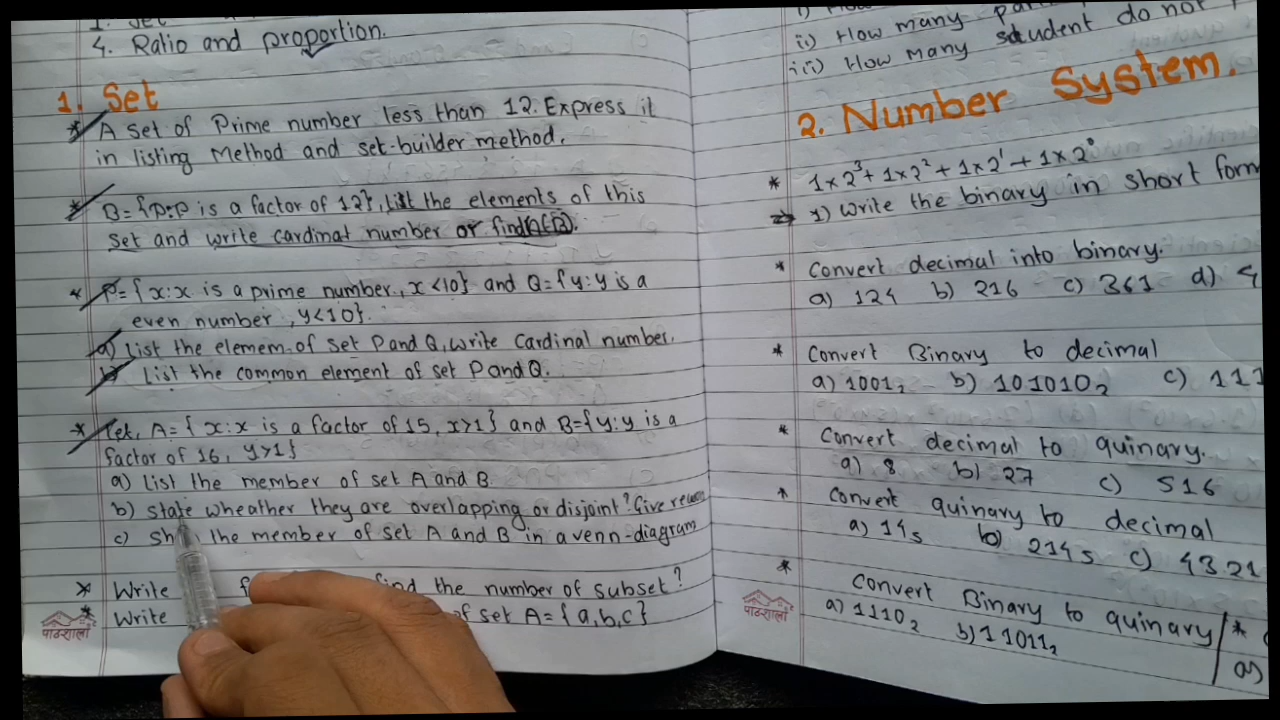 4. Ratio and proportion.
1. Set
* A set of Prime number less than 12. Express it
in listing Method and set-builder method.
* B={P:P is a factor of 12}, List the elements of this
set and write cardinal number or find n(B).
* P={x:x is a prime number, x<10} and Q={y:y is a
even number, y<10}.
a) List the elemem of set P and Q, write Cardinal number.
b) List the common element of set P and Q.
* Let, A={x:x is a factor of 15, x>1} and B={y:y is a
factor of 16, y>1}
a) List the member of set A and B.
b) state wheather they are overlapping or disjoint? Give
c) the member of set A and B in a venn-diagram
* Write find the number of subset?
* Write of set A={a,b,c}
पाठशाला
ii) How many
iii) How many student do not
2. Number System.
* 1×2³+1×2²+1×2¹+1×2⁰
1) Write the binary in short form
* Convert decimal into binary.
a) 124 b) 216 c) 361 d)
* Convert Binary to decimal
a) 1001₂ b) 101010₂ c) 111
* Convert decimal to quinary.
a) 8 b) 27 c) 516
* Convert quinary to decimal
a) 14₅ b) 214₅ c) 4321
* Convert Binary to quinary
a) 1110₂ b) 11011₂
* a)
पाठशाला